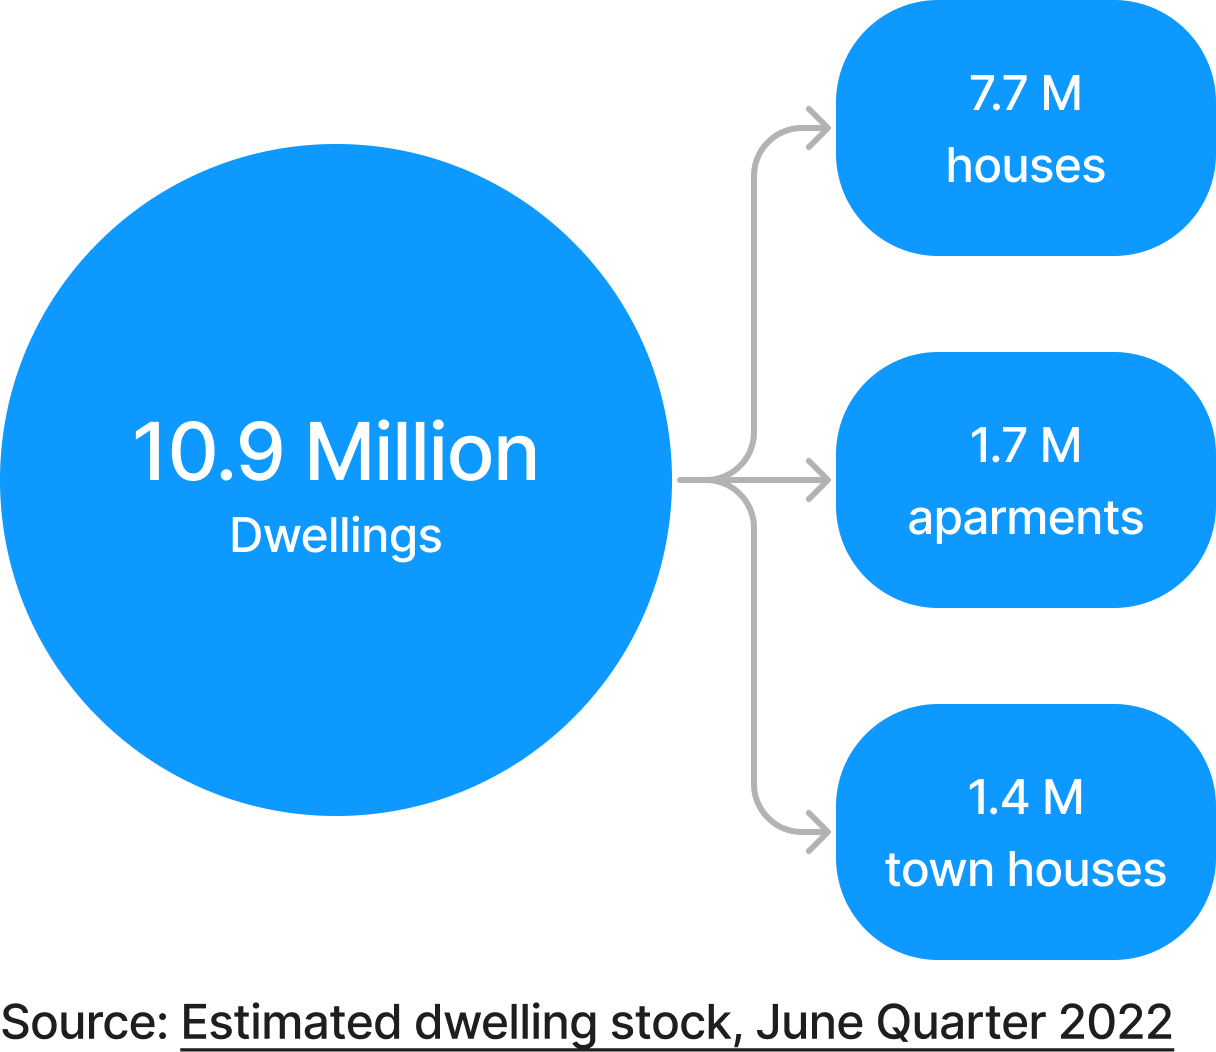 10.9 Million
Dwellings
7.7 M
houses
1.7 M
aparments
1.4 M
town houses
Source: Estimated dwelling stock, June Quarter 2022